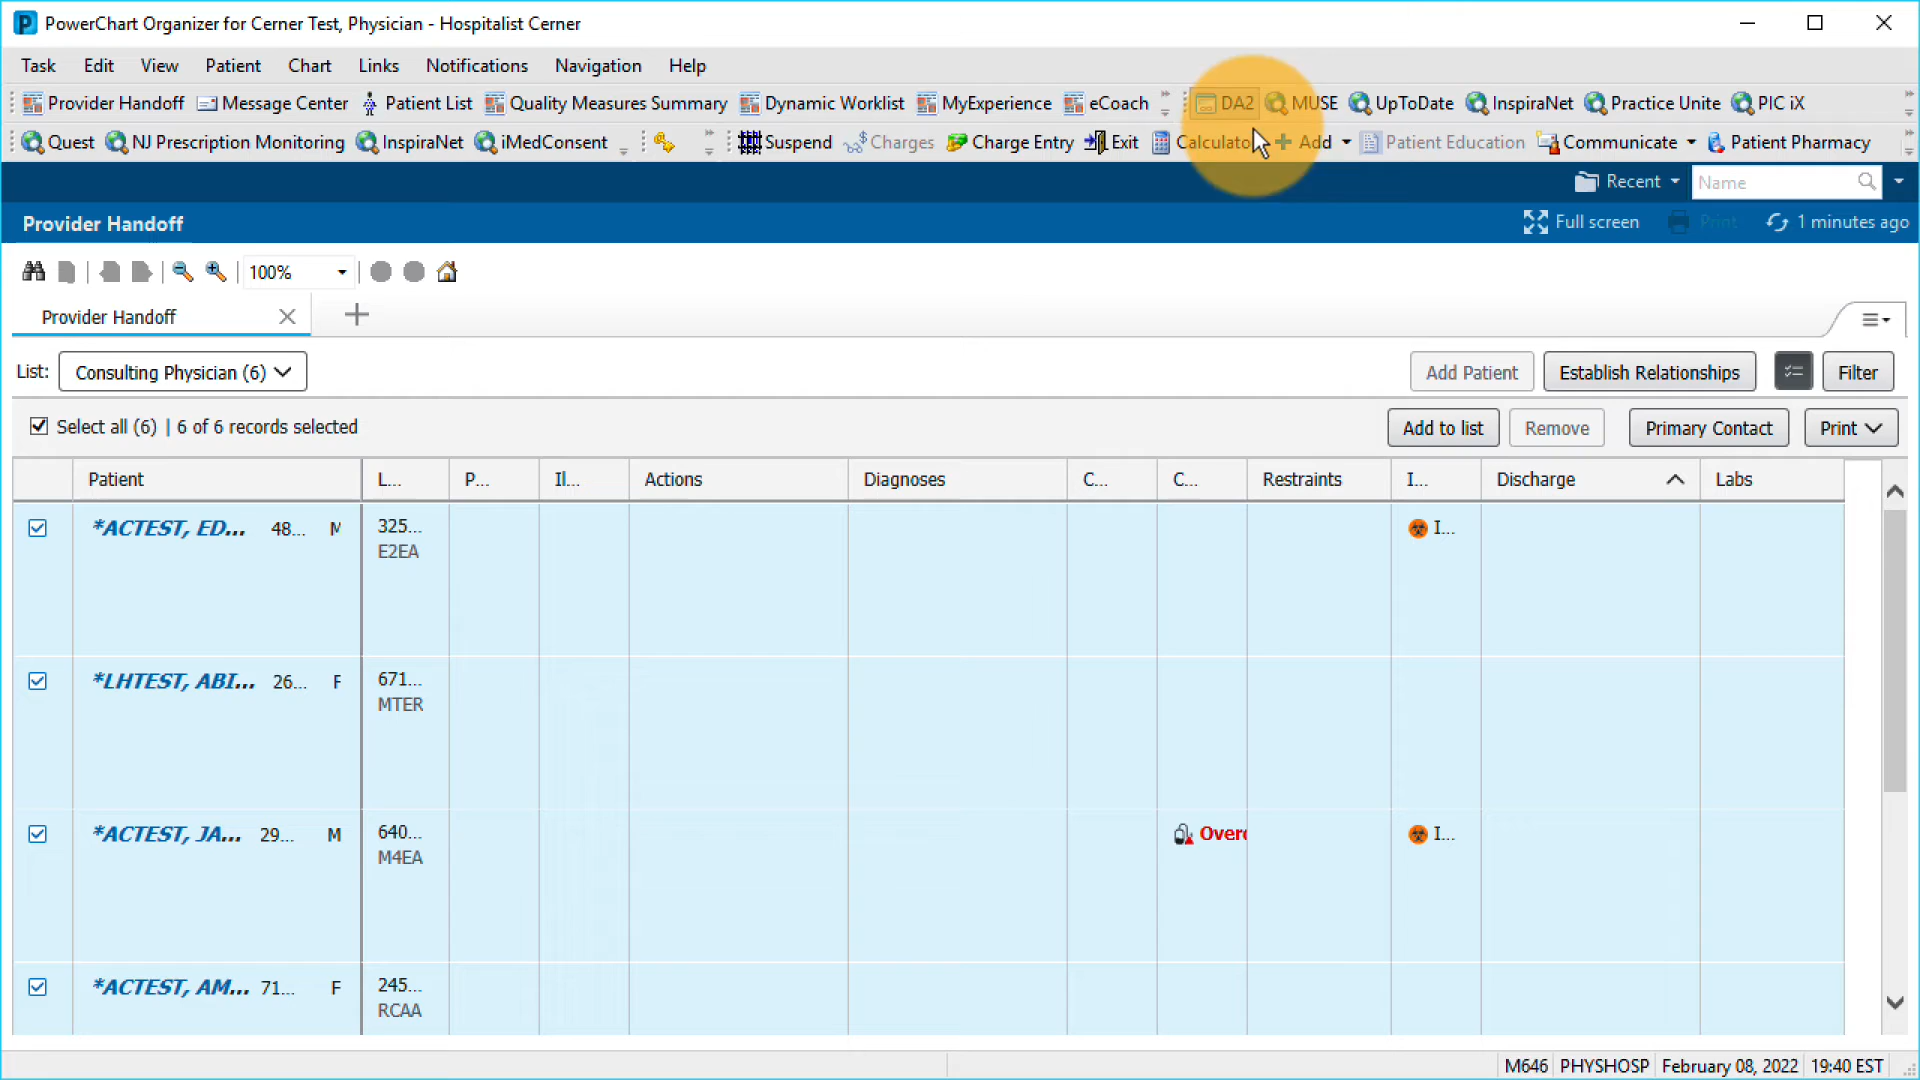 PowerChart Organizer for Cerner Test, Physician - Hospitalist Cerner
Task Edit View Patient Chart Links Notifications Navigation Help
Provider Handoff Message Center Patient List Quality Measures Summary Dynamic Worklist MyExperience eCoach DA2 MUSE UpToDate InspiraNet Practice Unite PIC iX
Quest NJ Prescription Monitoring InspiraNet iMedConsent Suspend Charges Charge Entry Exit Calculato Add Patient Education Communicate Patient Pharmacy
Recent Name
Provider Handoff Full screen Print 1 minutes ago
100%
Provider Handoff
List: Consulting Physician (6) Add Patient Establish Relationships Filter
Select all (6) | 6 of 6 records selected Add to list Remove Primary Contact Print
Patient L... P... Il... Actions Diagnoses C... C... Restraints I... Discharge Labs
*ACTEST, ED... 48... M 325... I...
E2EA
*LHTEST, ABI... 26... F 671...
MTER
*ACTEST, JA... 29... M 640... Overd I...
M4EA
*ACTEST, AM... 71... F 245...
RCAA
M646 PHYSHOSP February 08, 2022 19:40 EST